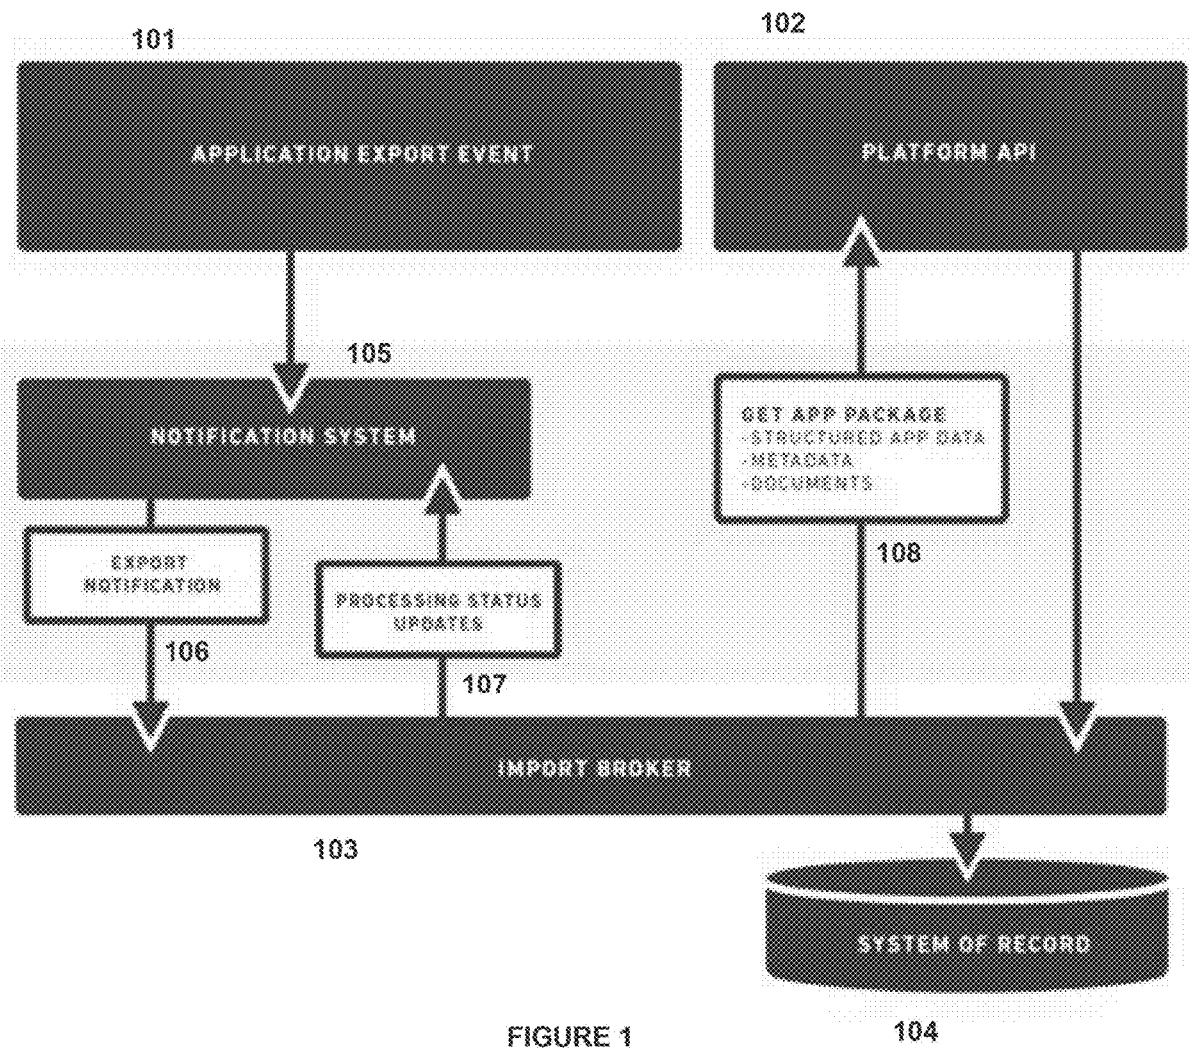 101
102
APPLICATION EXPORT EVENT
PLATFORM API
105
NOTIFICATION SYSTEM
GET APP PACKAGE
-STRUCTURED APP DATA
-METADATA
-DOCUMENTS
108
EXPORT
NOTIFICATION
106
PROCESSING STATUS
UPDATES
107
IMPORT BROKER
103
SYSTEM OF RECORD
104
FIGURE 1